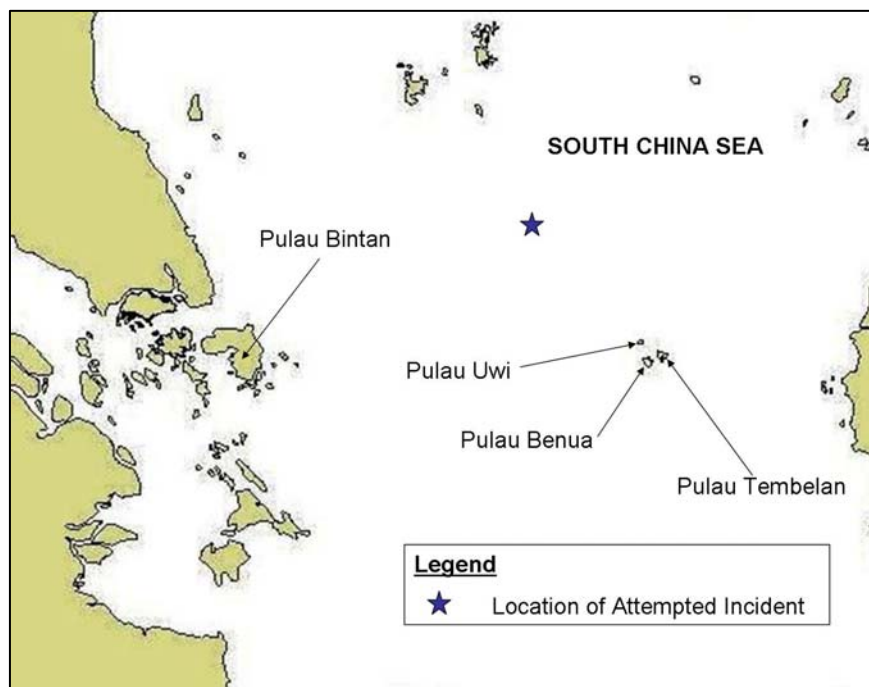 SOUTH CHINA SEA
Pulau Bintan
Pulau Uwi
Pulau Benua
Pulau Tembelan
Legend
Location of Attempted Incident